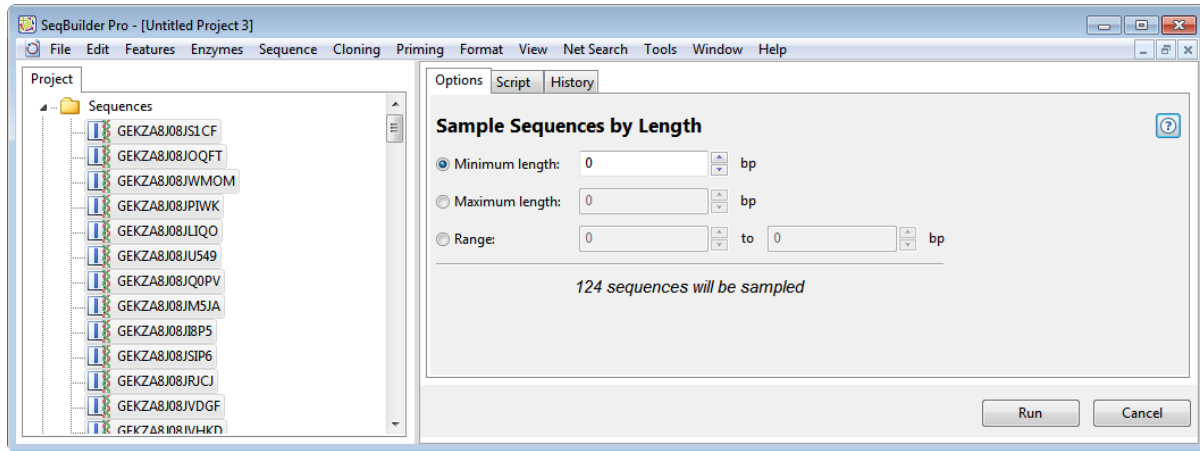 SeqBuilder Pro - [Untitled Project 3]
File Edit Features Enzymes Sequence Cloning Priming Format View Net Search Tools Window Help
Project
Sequences
GEKZA8J08JS1CF
GEKZA8J08JOQFT
GEKZA8J08JWMOM
GEKZA8J08JPIWK
GEKZA8J08JLIQO
GEKZA8J08JU549
GEKZA8J08JQ0PV
GEKZA8J08JM5JA
GEKZA8J08JI8P5
GEKZA8J08JSIP6
GEKZA8J08JRJCJ
GEKZA8J08JVDGF
GEKZA8J08JVHKD
Options Script History
Sample Sequences by Length
?
Minimum length: 0 bp
Maximum length: 0 bp
Range: 0 to 0 bp
124 sequences will be sampled
Run Cancel